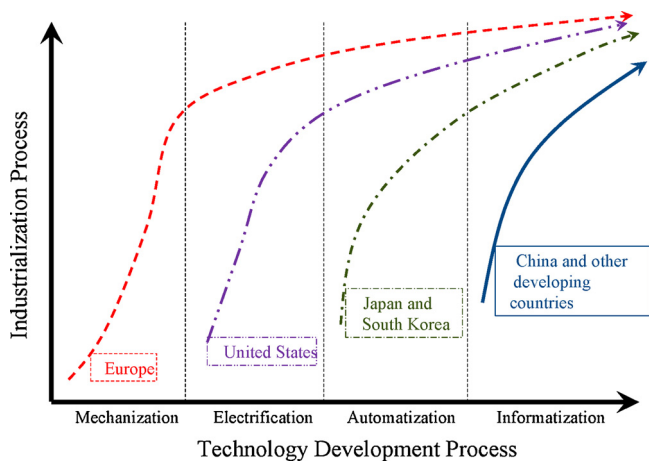 Industrialization Process
China and other
developing
countries
Japan and
South Korea
United States
Europe
Mechanization
Electrification
Automatization
Informatization
Technology Development Process